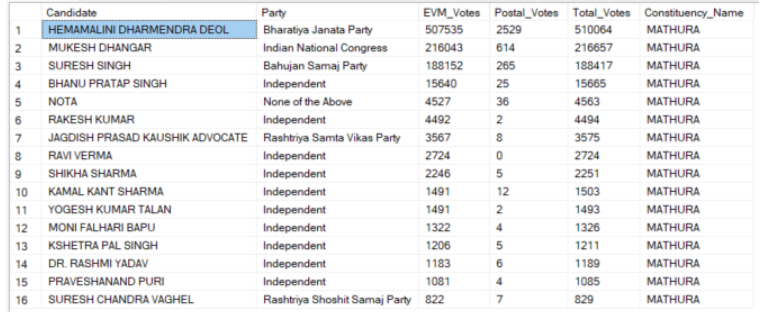 Candidate Party EVM_Votes Postal_Votes Total_Votes Constituency_Name
1 HEMAMALINI DHARMENDRA DEOL Bharatiya Janata Party 507535 2529 510064 MATHURA
2 MUKESH DHANGAR Indian National Congress 216043 614 216657 MATHURA
3 SURESH SINGH Bahujan Samaj Party 188152 265 188417 MATHURA
4 BHANU PRATAP SINGH Independent 15640 25 15665 MATHURA
5 NOTA None of the Above 4527 36 4563 MATHURA
6 RAKESH KUMAR Independent 4492 2 4494 MATHURA
7 JAGDISH PRASAD KAUSHIK ADVOCATE Rashtriya Samta Vikas Party 3567 8 3575 MATHURA
8 RAVI VERMA Independent 2724 0 2724 MATHURA
9 SHIKHA SHARMA Independent 2246 5 2251 MATHURA
10 KAMAL KANT SHARMA Independent 1491 12 1503 MATHURA
11 YOGESH KUMAR TALAN Independent 1491 2 1493 MATHURA
12 MONI FALHARI BAPU Independent 1322 4 1326 MATHURA
13 KSHETRA PAL SINGH Independent 1206 5 1211 MATHURA
14 DR. RASHMI YADAV Independent 1183 6 1189 MATHURA
15 PRAVESHANAND PURI Independent 1081 4 1085 MATHURA
16 SURESH CHANDRA VAGHEL Rashtriya Shoshit Samaj Party 822 7 829 MATHURA